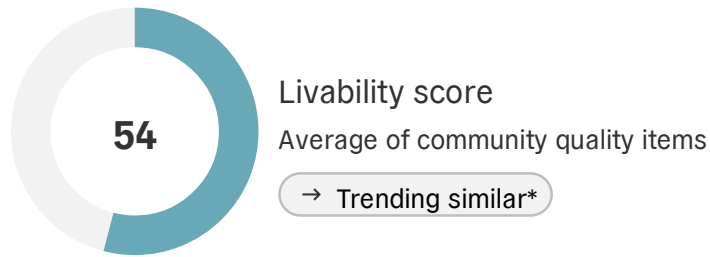 54
Livability score
Average of community quality items
→ Trending similar*